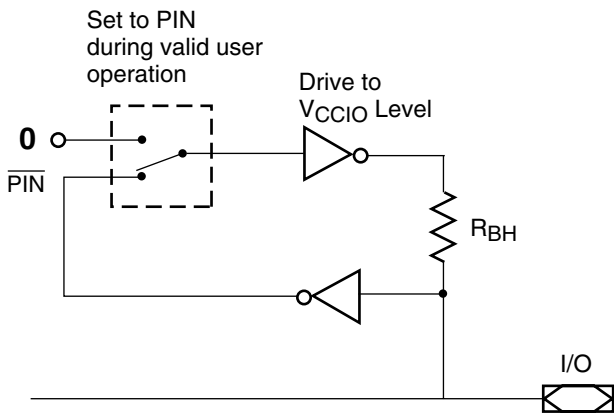 Set to PIN
during valid user
operation
Drive to
VCCIO Level
0
PIN
RBH
I/O